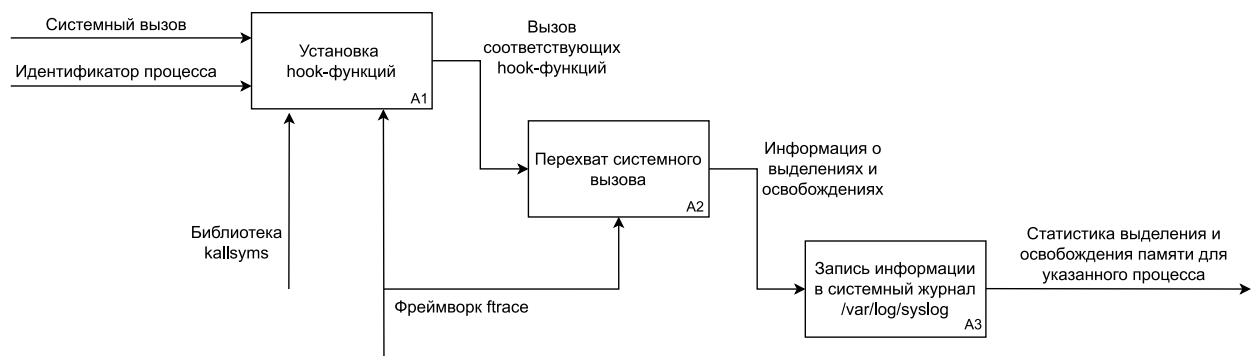 Системный вызов
Идентификатор процесса
Установка
hook-функций
A1
Вызов
соответствующих
hook-функций
Перехват системного
вызова
A2
Информация о
выделениях и
освобождениях
Библиотека
kallsyms
Фреймворк ftrace
Запись информации
в системный журнал
/var/log/syslog
A3
Статистика выделения и
освобождения памяти для
указанного процесса